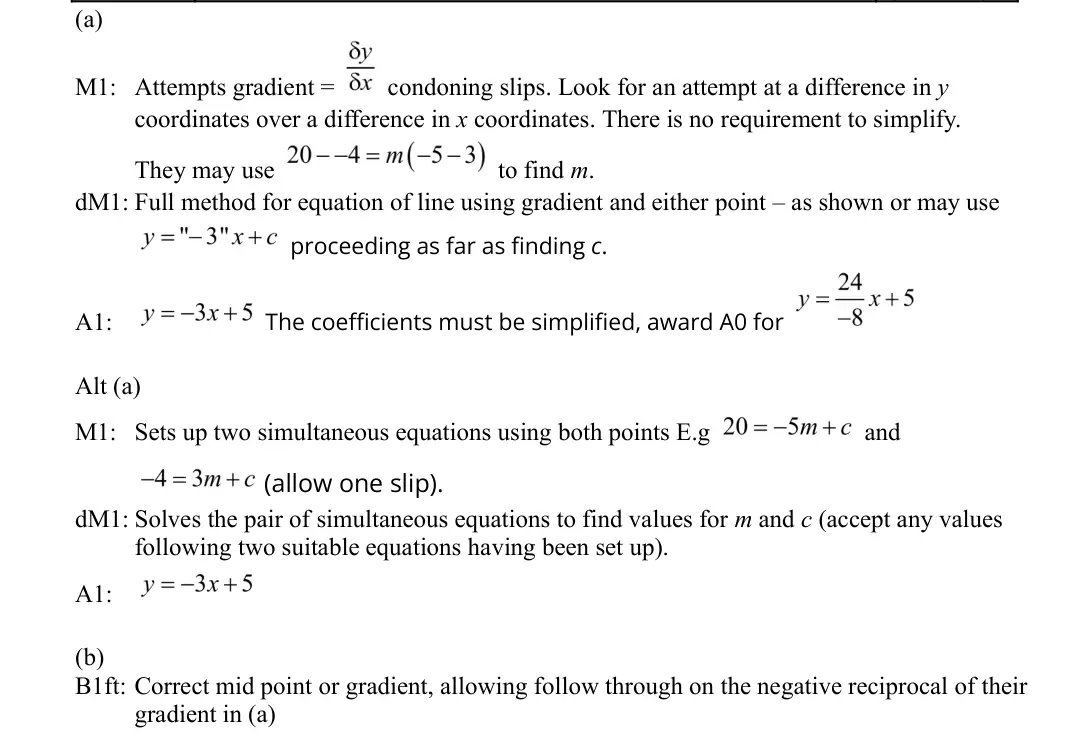 (a)
M1: Attempts gradient = δy/δx condoning slips. Look for an attempt at a difference in y
coordinates over a difference in x coordinates. There is no requirement to simplify.
They may use 20−−4=m(−5−3) to find m.
dM1: Full method for equation of line using gradient and either point – as shown or may use
y="−3"x+c proceeding as far as finding c.
A1: y=−3x+5 The coefficients must be simplified, award A0 for y=24/−8 x+5
Alt (a)
M1: Sets up two simultaneous equations using both points E.g 20=−5m+c and
−4=3m+c (allow one slip).
dM1: Solves the pair of simultaneous equations to find values for m and c (accept any values
following two suitable equations having been set up).
A1: y=−3x+5
(b)
B1ft: Correct mid point or gradient, allowing follow through on the negative reciprocal of their
gradient in (a)